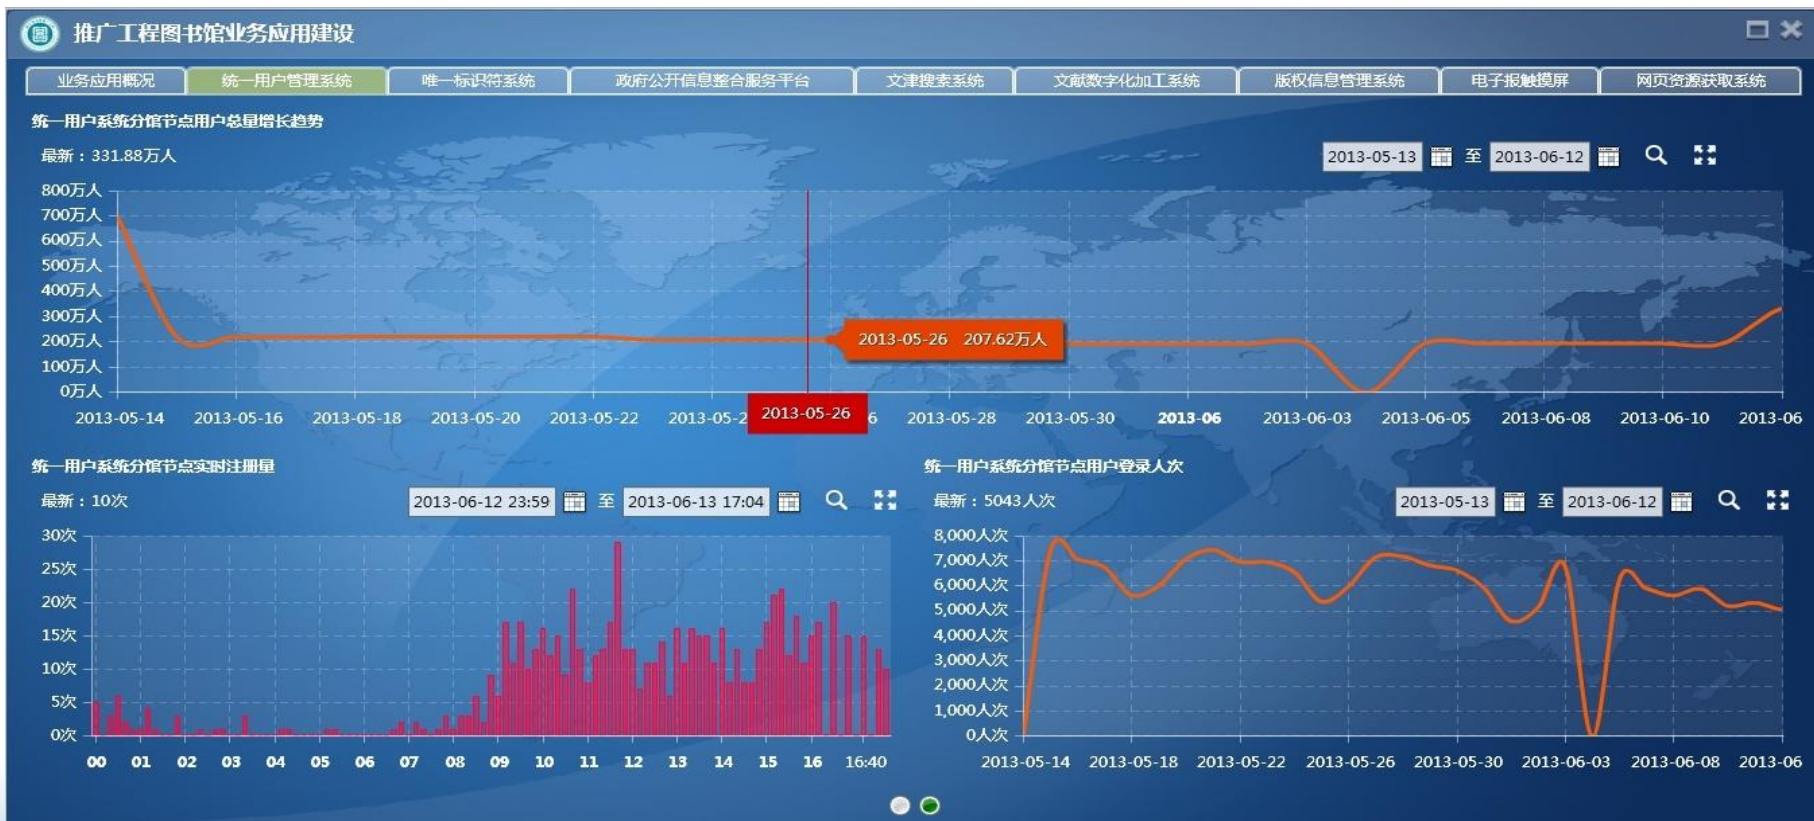 推广工程图书馆业务应用建设
业务应用概况 统一用户管理系统 唯一标识符系统 政府公开信息整合服务平台 文津搜索系统 文献数字化加工系统 版权信息管理系统 电子报触摸屏 网页资源获取系统
统一用户系统分馆节点用户总量增长趋势
最新：331.88万人
2013-05-13 至 2013-06-12
800万人
700万人
600万人
500万人
400万人
300万人
200万人
100万人
0万人
2013-05-26 207.62万人
2013-05-14 2013-05-16 2013-05-18 2013-05-20 2013-05-22 2013-05-2 2013-05-26 6 2013-05-28 2013-05-30 2013-06 2013-06-03 2013-06-05 2013-06-08 2013-06-10 2013-06
统一用户系统分馆节点实时注册量
最新：10次
2013-06-12 23:59 至 2013-06-13 17:04
30次
25次
20次
15次
10次
5次
0次
00 01 02 03 04 05 06 07 08 09 10 11 12 13 14 15 16 16:40
统一用户系统分馆节点用户登录人次
最新：5043人次
2013-05-13 至 2013-06-12
8,000人次
7,000人次
6,000人次
5,000人次
4,000人次
3,000人次
2,000人次
1,000人次
0人次
2013-05-14 2013-05-18 2013-05-22 2013-05-26 2013-05-30 2013-06-03 2013-06-08 2013-06